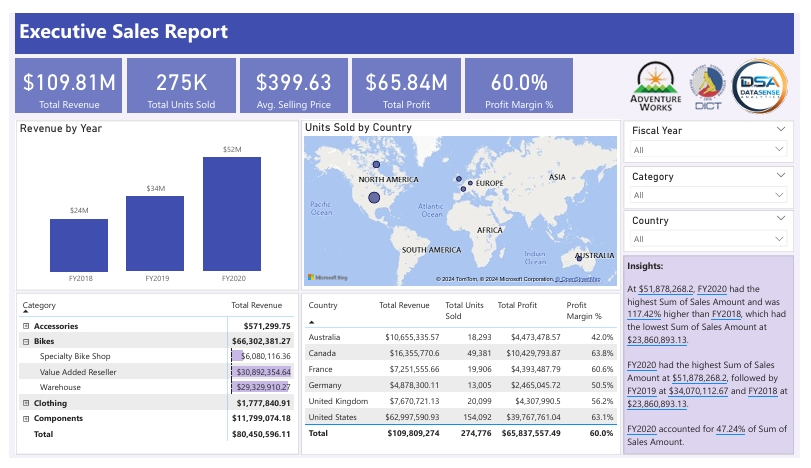 Executive Sales Report
$109.81M
Total Revenue
275K
Total Units Sold
$399.63
Avg. Selling Price
$65.84M
Total Profit
60.0%
Profit Margin %
ADVENTURE
WORKS
DICT
DSA
DATASENSE
ANALYTICS
Revenue by Year
$24M
$34M
$52M
FY2018
FY2019
FY2020
Units Sold by Country
NORTH AMERICA
EUROPE
ASIA
Pacific
Ocean
Atlantic
Ocean
AFRICA
SOUTH AMERICA
Indian
Ocean
AUSTRALIA
Microsoft Bing
© 2024 TomTom, © 2024 Microsoft Corporation, © OpenStreetMap
Fiscal Year
All
Category
All
Country
All
Category Total Revenue
Accessories $571,299.75
Bikes $66,302,381.27
Specialty Bike Shop $6,080,116.36
Value Added Reseller $30,892,354.64
Warehouse $29,329,910.27
Clothing $1,777,840.91
Components $11,799,074.18
Total $80,450,596.11
Country Total Revenue Total Units Sold Total Profit Profit Margin %
Australia $10,655,335.57 18,293 $4,473,478.57 42.0%
Canada $16,355,770.6 49,381 $10,429,793.87 63.8%
France $7,251,555.66 19,906 $4,393,487.79 60.6%
Germany $4,878,300.11 13,005 $2,465,045.72 50.5%
United Kingdom $7,670,721.13 20,099 $4,307,990.5 56.2%
United States $62,997,590.93 154,092 $39,767,761.04 63.1%
Total $109,809,274 274,776 $65,837,557.49 60.0%
Insights:
At $51,878,268.2, FY2020 had the
highest Sum of Sales Amount and was
117.42% higher than FY2018, which had
the lowest Sum of Sales Amount at
$23,860,893.13.
FY2020 had the highest Sum of Sales
Amount at $51,878,268.2, followed by
FY2019 at $34,070,112.67 and FY2018 at
$23,860,893.13.
FY2020 accounted for 47.24% of Sum of
Sales Amount.